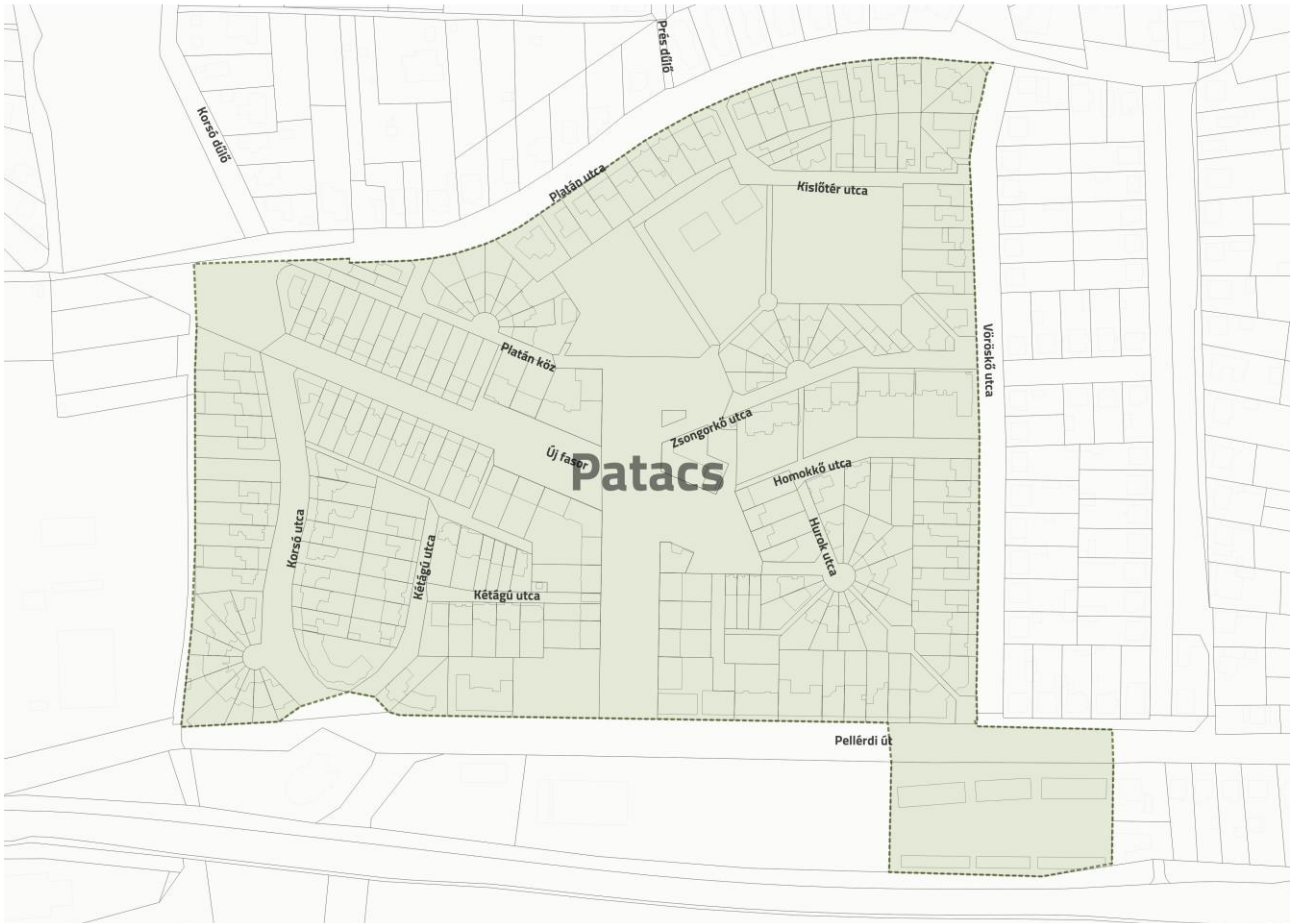 Prés dűlő
Korsó dűlő
Platán utca
Kislőtér utca
Platán köz
Vöröskő utca
Zsongorkő utca
Új fasor
Patacs
Homokkő utca
Korsó utca
Hurok utca
Kétágú utca
Kétágú utca
Pellérdi út